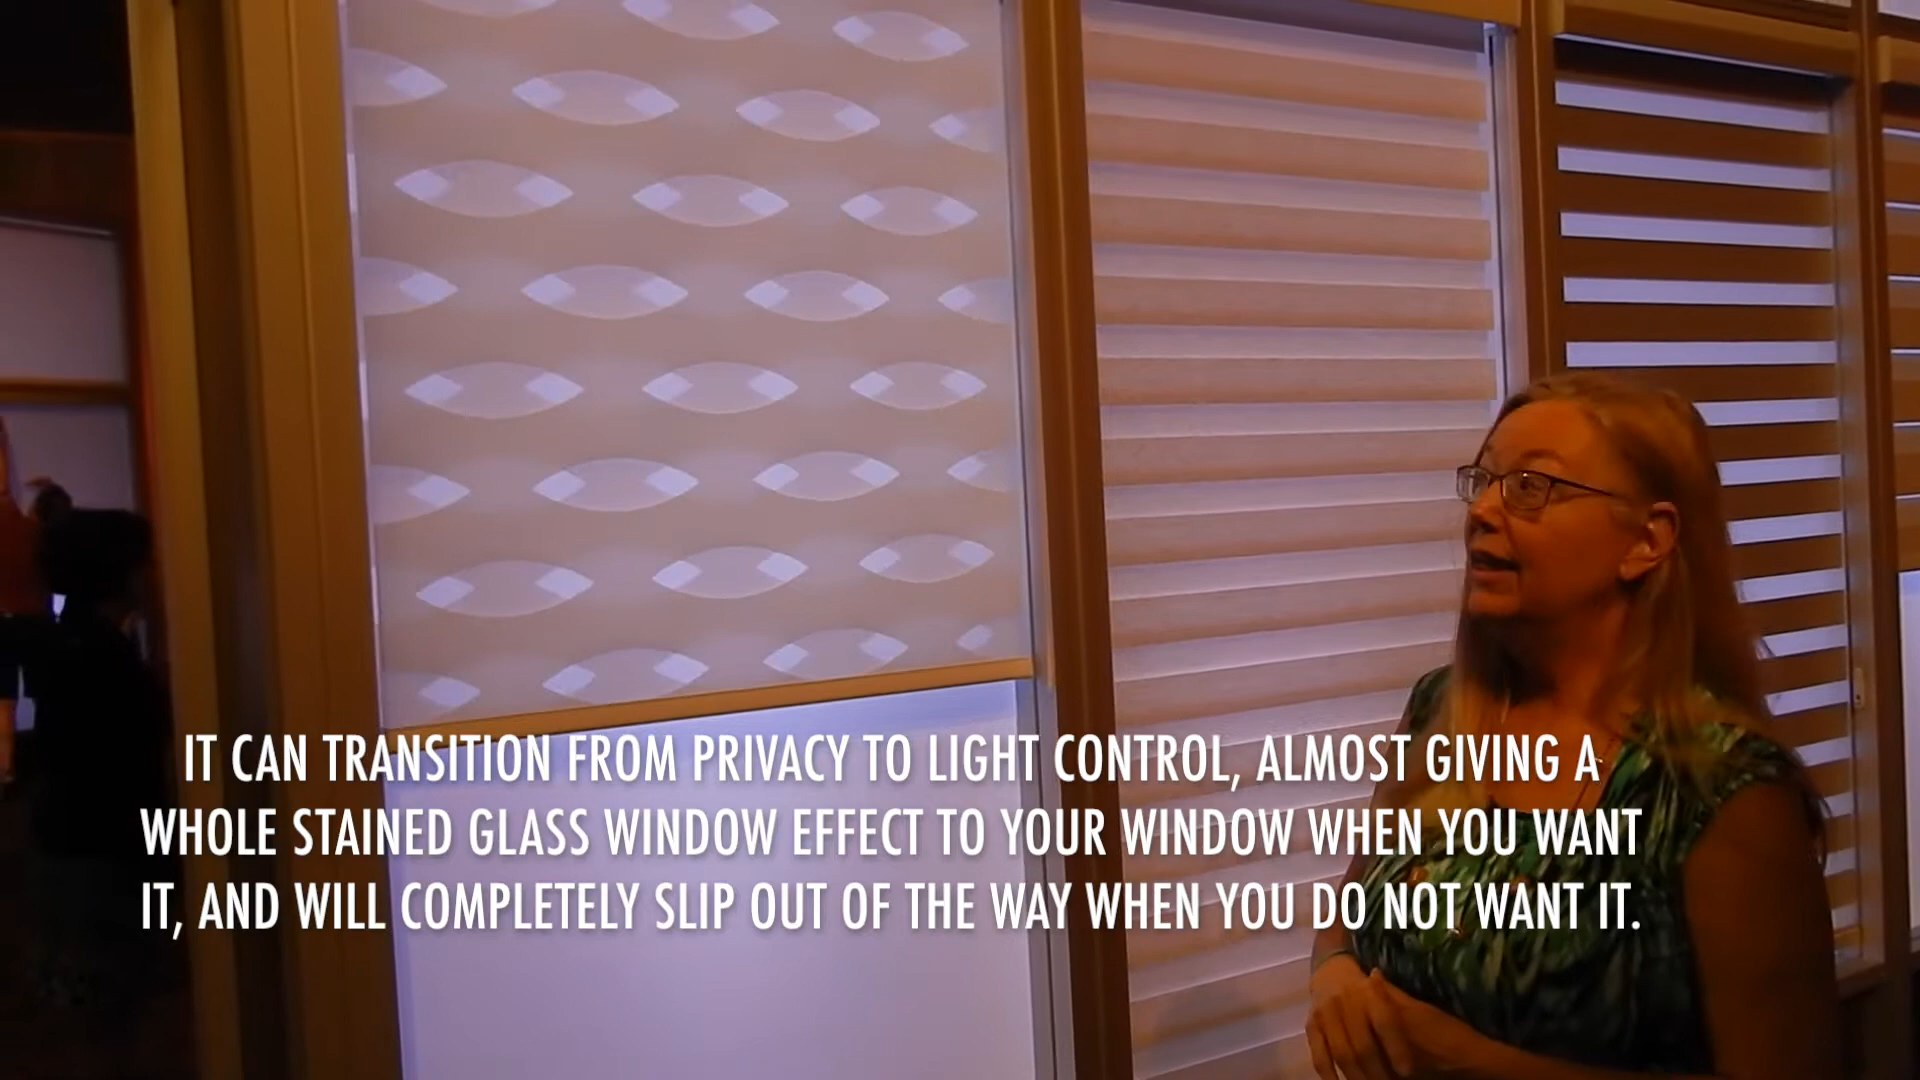 IT CAN TRANSITION FROM PRIVACY TO LIGHT CONTROL, ALMOST GIVING A
WHOLE STAINED GLASS WINDOW EFFECT TO YOUR WINDOW WHEN YOU WANT
IT, AND WILL COMPLETELY SLIP OUT OF THE WAY WHEN YOU DO NOT WANT IT.